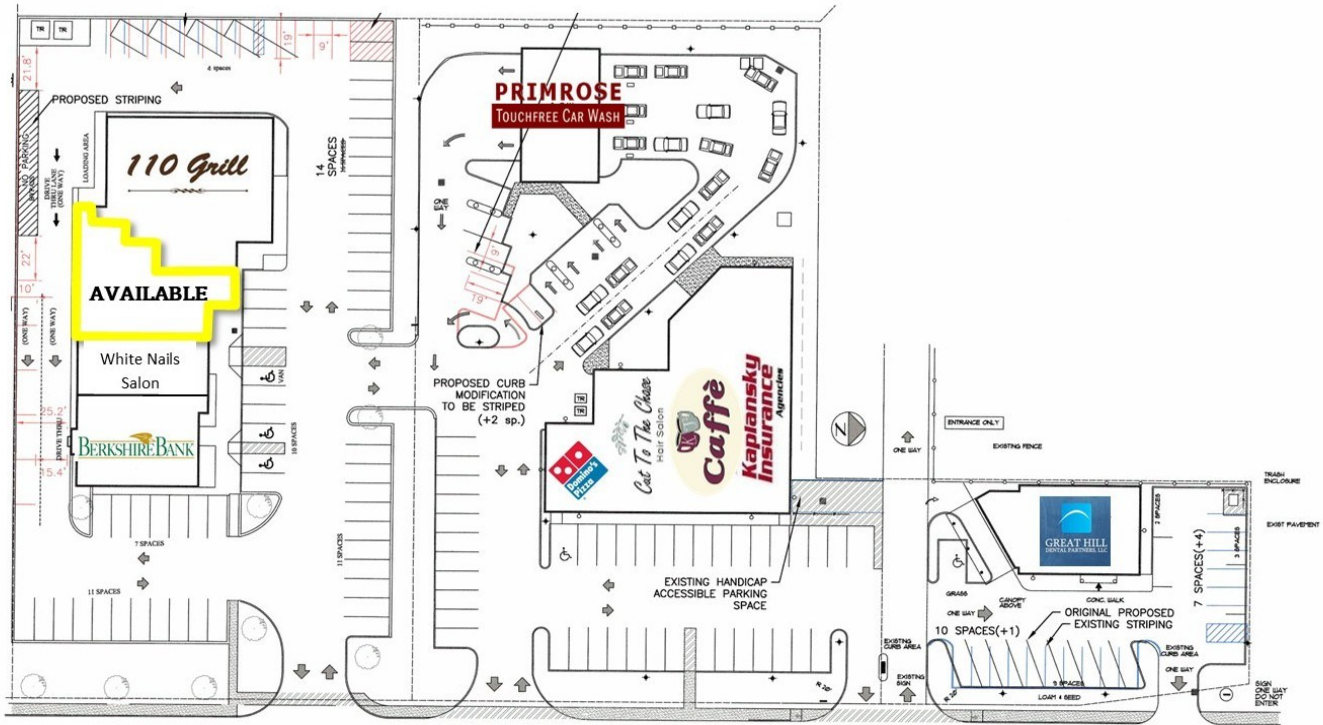 TR TR
21.8'
4 spaces
19'
9'
PROPOSED STRIPING
NO PARKING
DRIVE
THRU LANE
(ONE WAY)
LOADING AREA
110 Grill
14
SPACES
22'
10'
AVAILABLE
(ONE WAY)
(ONE WAY)
White Nails
Salon
VAN
25.2'
DRIVE THRU
BERKSHIRE BANK
15.4'
10 SPACES
7 SPACES
11 SPACES
11 SPACES
PRIMROSE
TOUCHFREE CAR WASH
ONE
WAY
9'
19'
PROPOSED CURB
MODIFICATION
TO BE STRIPED
(+2 sp.)
TR
TR
Domino's
Pizza
Cut To The Chase
Hair Salon
Caffè
Kaplansky
Insurance
Agencies
N
EXISTING HANDICAP
ACCESSIBLE PARKING
SPACE
ONE WAY
ENTRANCE ONLY
EXISTING FENCE
TRASH
ENCLOSURE
EXIST PAVEMENT
GREAT HILL
DENTAL PARTNERS, LLC
2 SPACES
7 SPACES(+4)
3 SPACES
GRASS
CANOPY
ABOVE
CONC. WALK
ONE WAY
ORIGINAL PROPOSED
EXISTING STRIPING
10 SPACES(+1)
EXISTING
CURB AREA
EXISTING
SIGN
R 20'
R 20'
9 SPACES
LOAM & SEED
EXISTING
CURB AREA
ONE WAY
SIGN
ONE WAY
DO NOT
ENTER